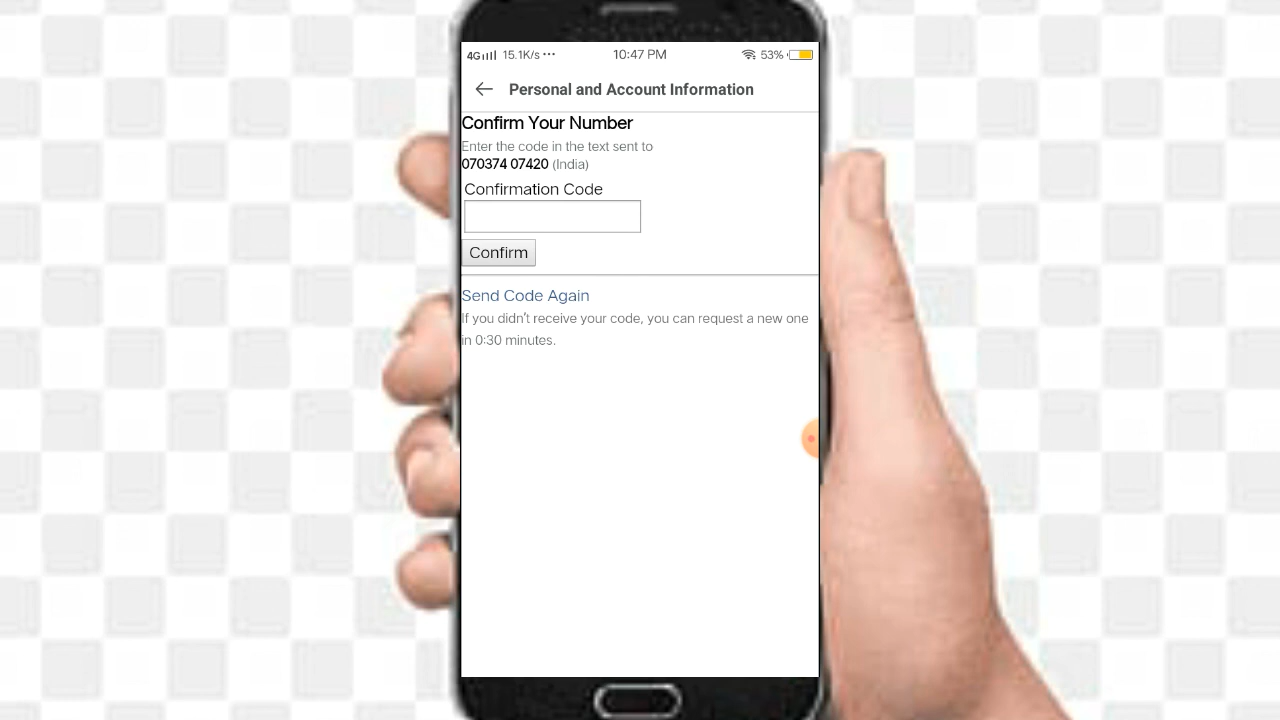 4G 15.1K/s ··· 10:47 PM 53%
Personal and Account Information
Confirm Your Number
Enter the code in the text sent to
070374 07420 (India)
Confirmation Code
Confirm
Send Code Again
If you didn't receive your code, you can request a new one
in 0:30 minutes.